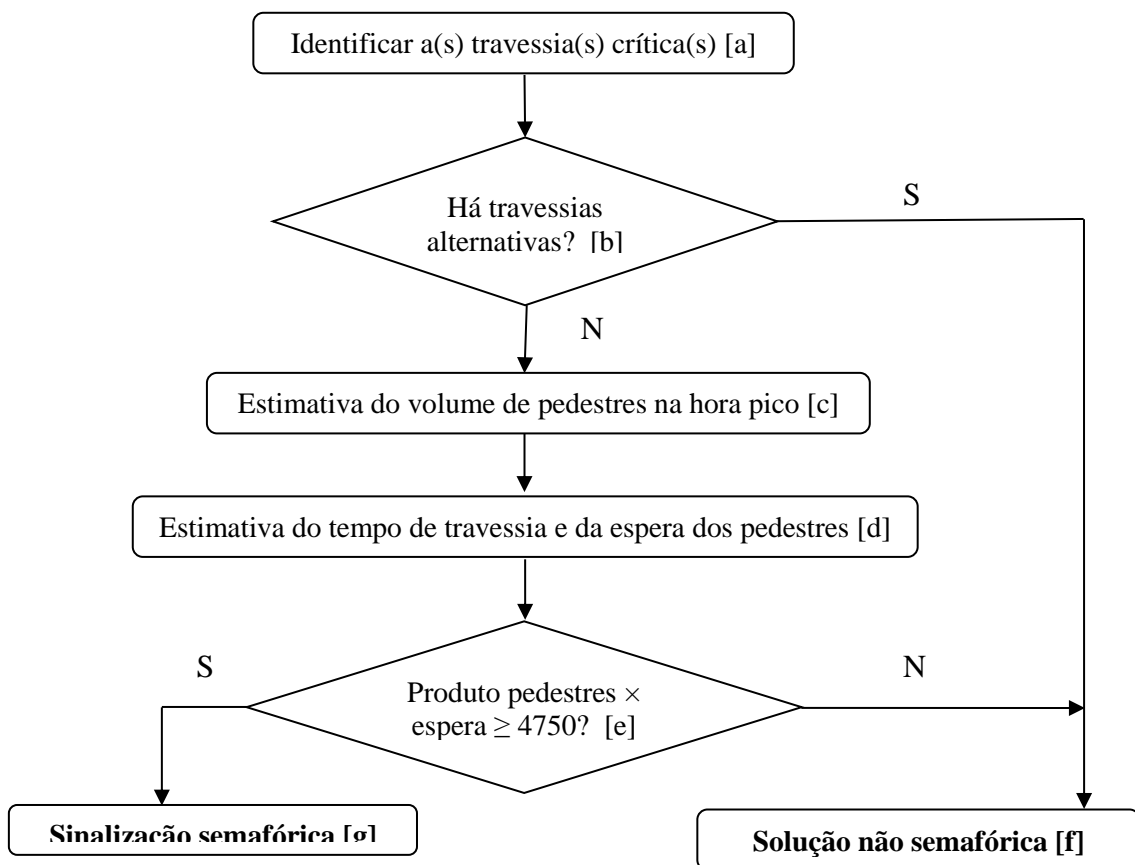 Identificar a(s) travessia(s) crítica(s) [a]
Há travessias
alternativas? [b]
S
N
Estimativa do volume de pedestres na hora pico [c]
Estimativa do tempo de travessia e da espera dos pedestres [d]
Produto pedestres ×
espera ≥ 4750? [e]
S
N
Sinalização semafórica [g]
Solução não semafórica [f]